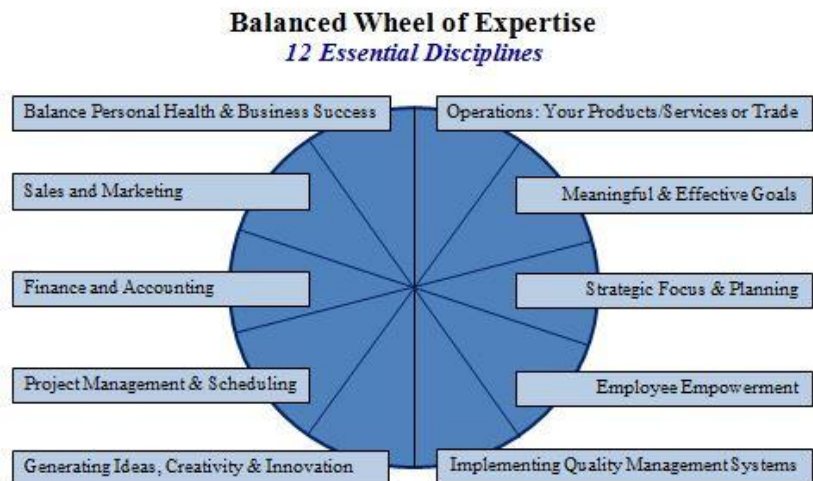 Balanced Wheel of Expertise
12 Essential Disciplines
Balance Personal Health & Business Success
Operations: Your Products/Services or Trade
Sales and Marketing
Meaningful & Effective Goals
Finance and Accounting
Strategic Focus & Planning
Project Management & Scheduling
Employee Empowerment
Generating Ideas, Creativity & Innovation
Implementing Quality Management Systems